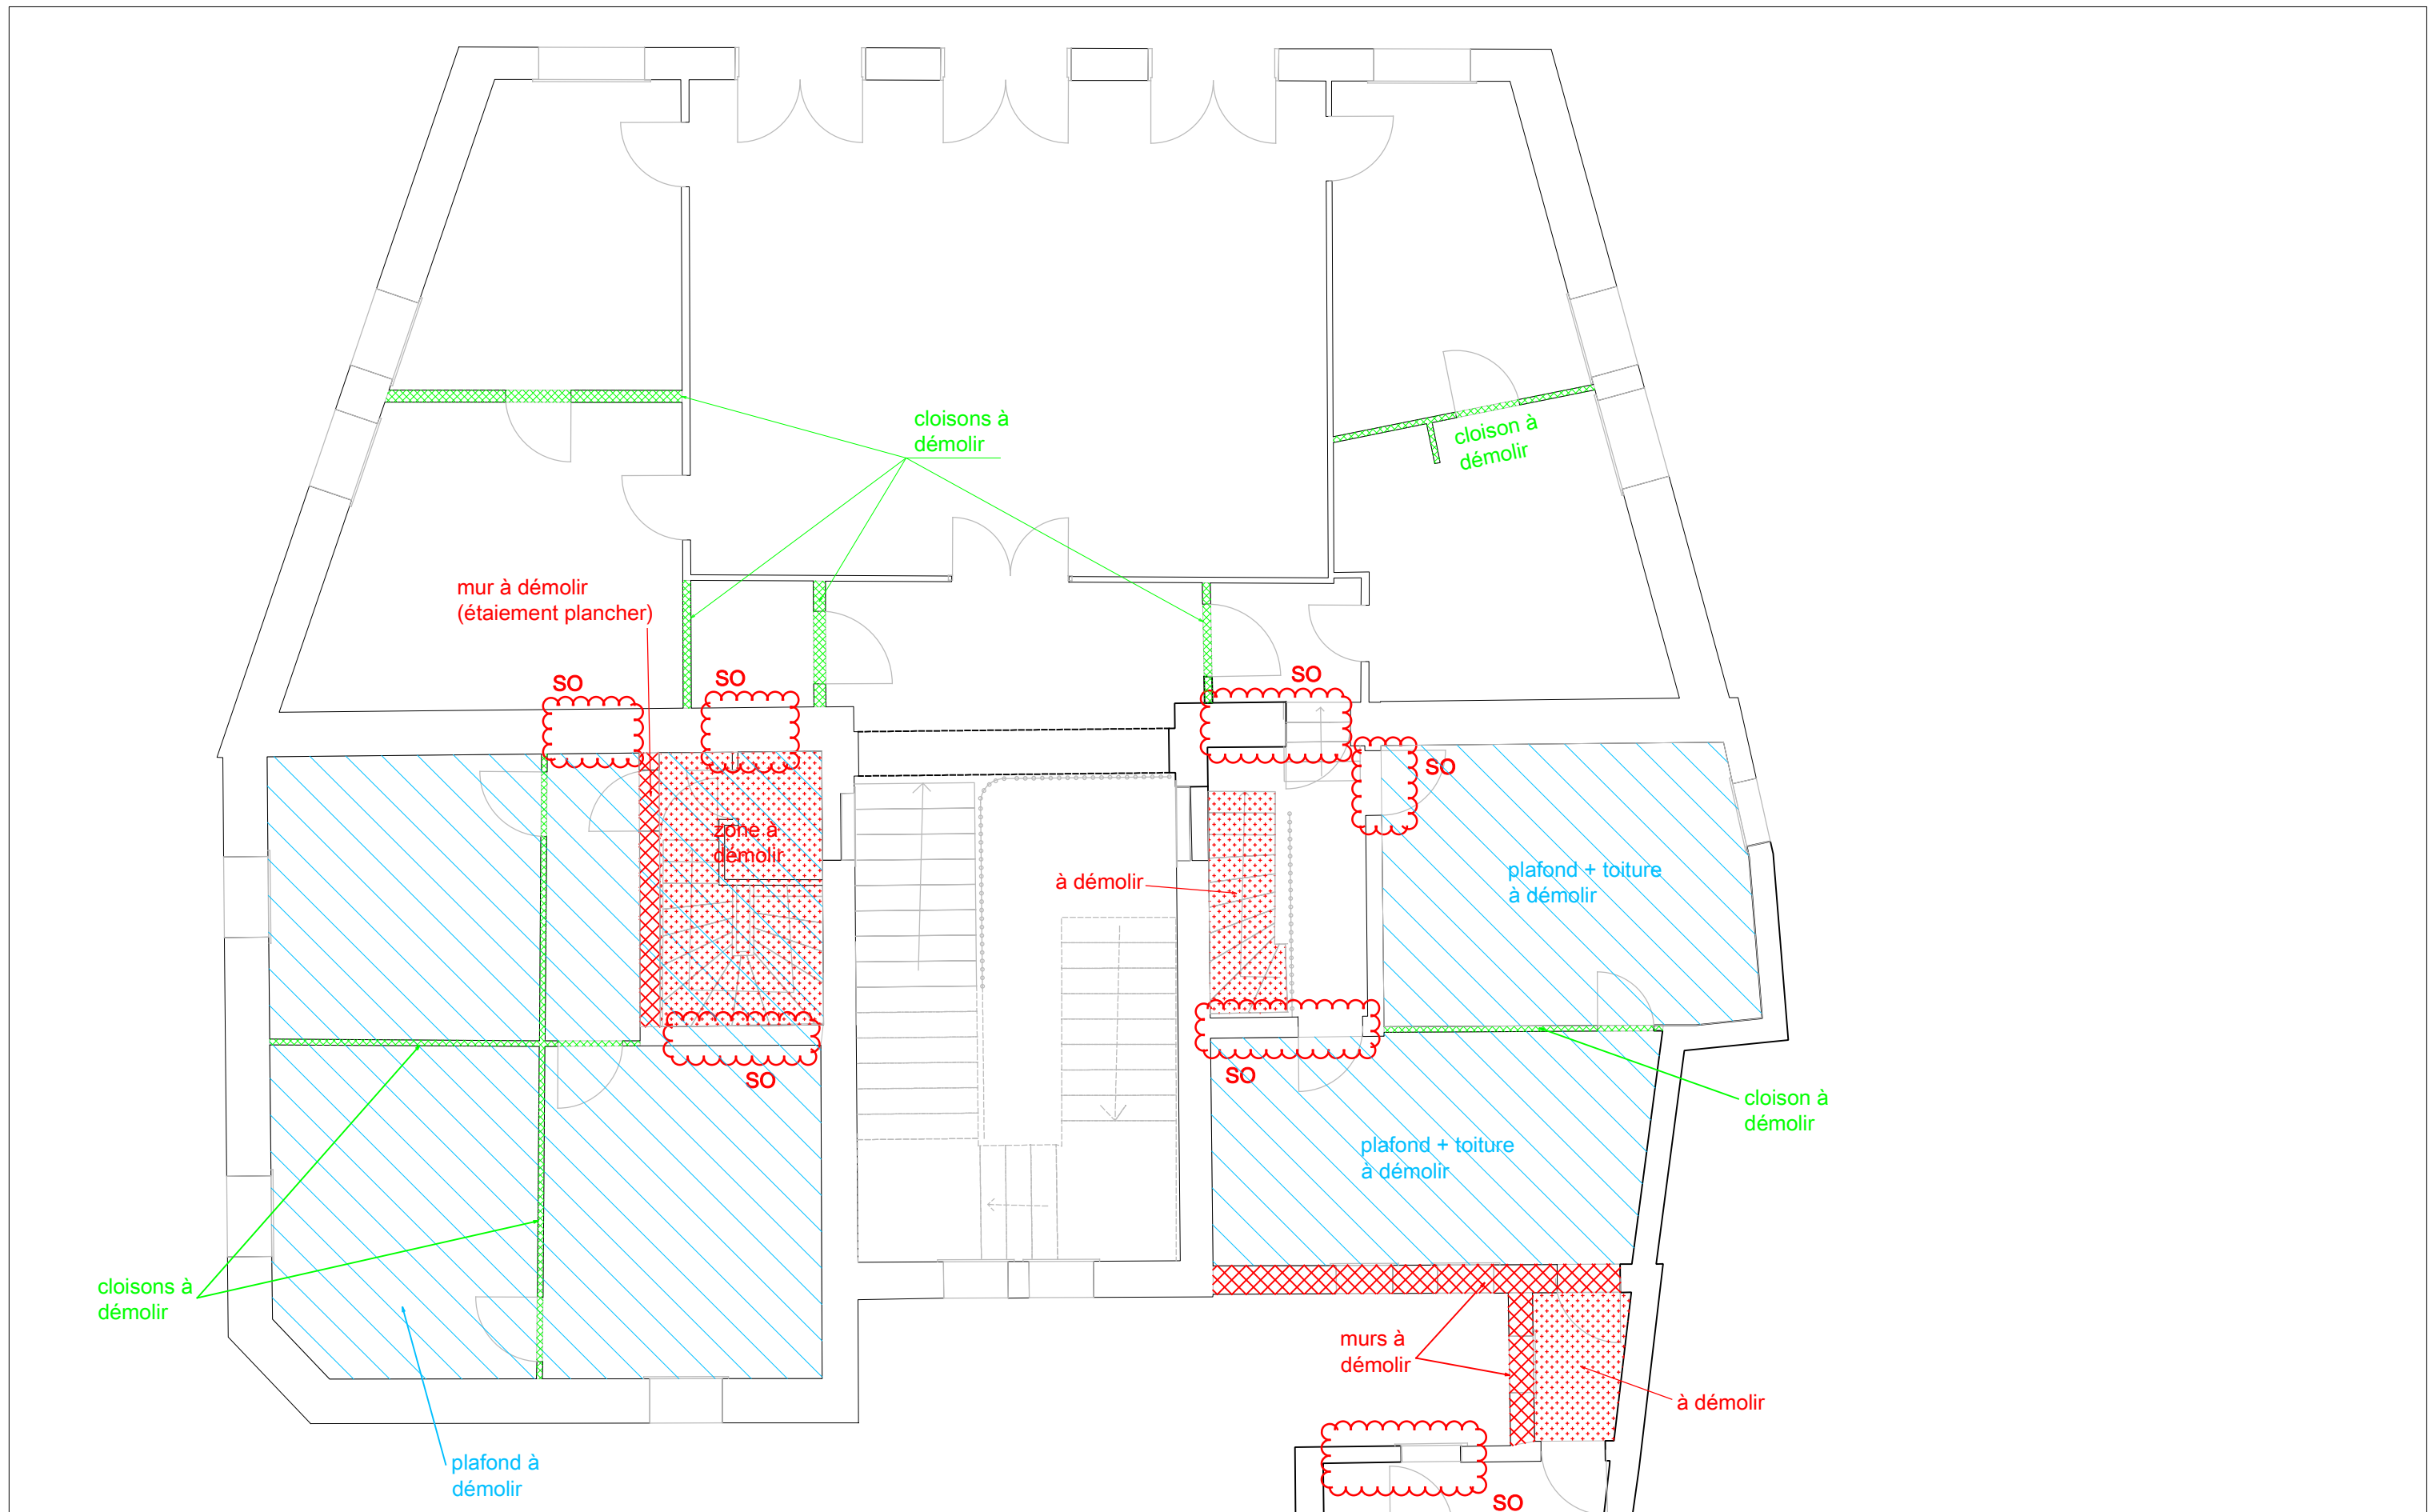 cloisons à
démolir
cloison à
démolir
mur à démolir
(étaiement plancher)
SO
SO
SO
SO
zone à
démolir
à démolir
plafond + toiture
à démolir
SO
SO
cloison à
démolir
plafond + toiture
à démolir
cloisons à
démolir
murs à
démolir
à démolir
plafond à
démolir
SO